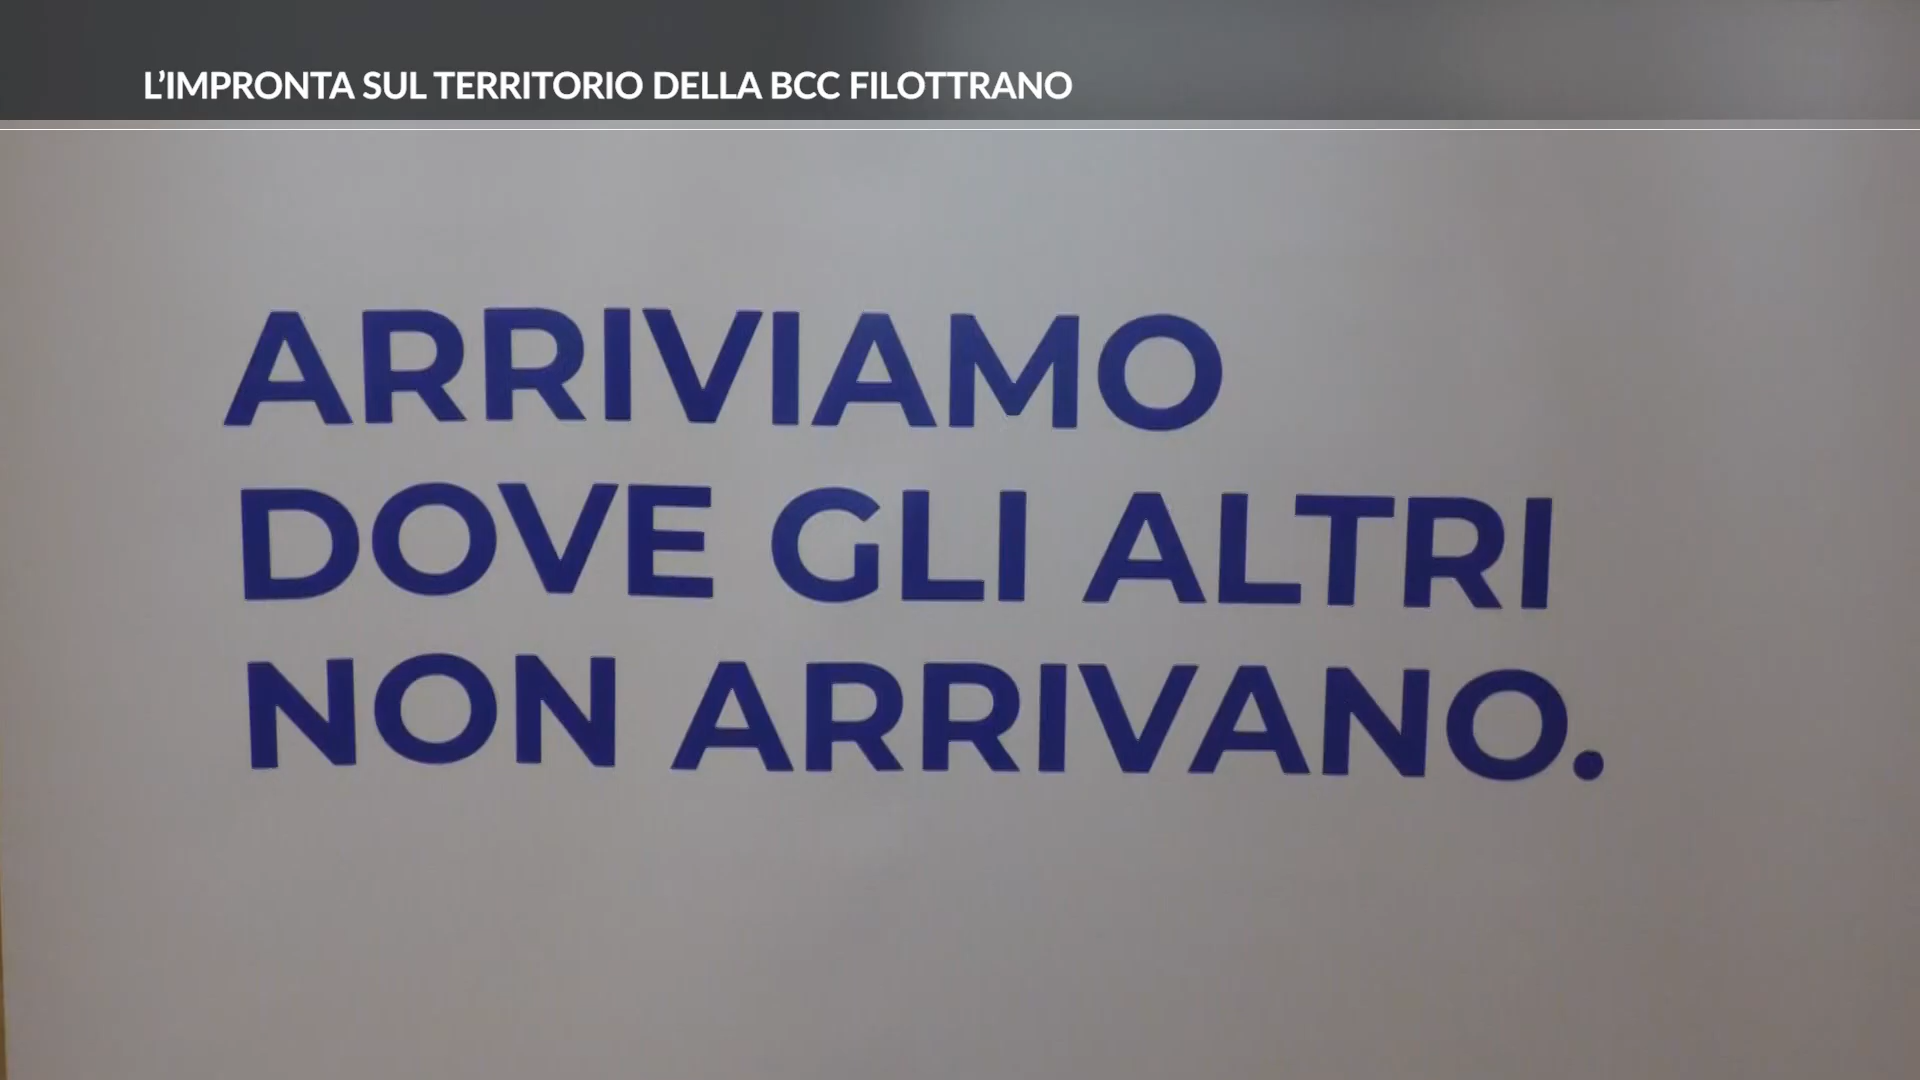 L'IMPRONTA SUL TERRITORIO DELLA BCC FILOTTRANO
ARRIVIAMO
DOVE GLI ALTRI
NON ARRIVANO.